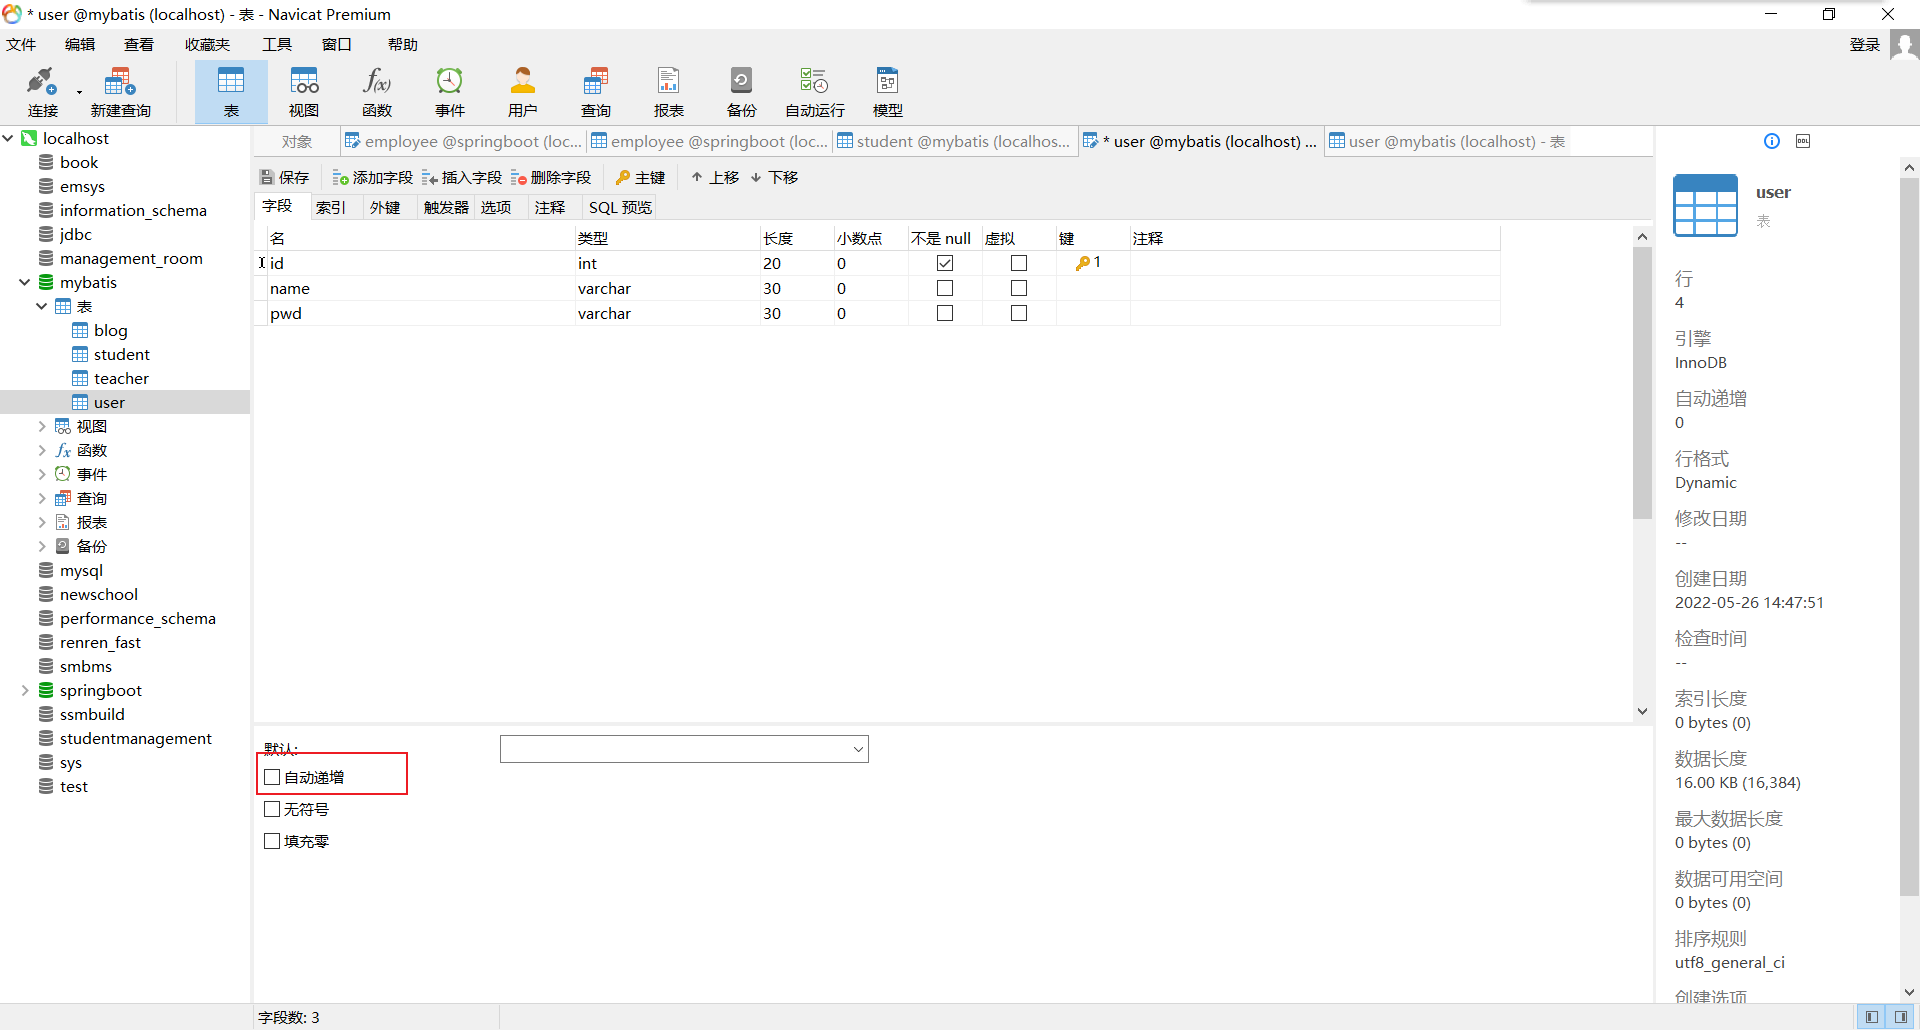 * user @mybatis (localhost) - 表 - Navicat Premium
文件 编辑 查看 收藏夹 工具 窗口 帮助 登录
连接 新建查询 表 视图 函数 事件 用户 查询 报表 备份 自动运行 模型
localhost
book
emsys
information_schema
jdbc
management_room
mybatis
表
blog
student
teacher
user
视图
函数
事件
查询
报表
备份
mysql
newschool
performance_schema
renren_fast
smbms
springboot
ssmbuild
studentmanagement
sys
test
对象 employee @springboot (loc... employee @springboot (loc... student @mybatis (localhos... * user @mybatis (localhost) ... user @mybatis (localhost) - 表
保存 添加字段 插入字段 删除字段 主键 上移 下移
字段 索引 外键 触发器 选项 注释 SQL 预览
名 类型 长度 小数点 不是 null 虚拟 键 注释
id int 20 0 1
name varchar 30 0
pwd varchar 30 0
默认:
自动递增
无符号
填充零
字段数: 3
DDL
user
表
行
4
引擎
InnoDB
自动递增
0
行格式
Dynamic
修改日期
--
创建日期
2022-05-26 14:47:51
检查时间
--
索引长度
0 bytes (0)
数据长度
16.00 KB (16,384)
最大数据长度
0 bytes (0)
数据可用空间
0 bytes (0)
排序规则
utf8_general_ci
创建选项